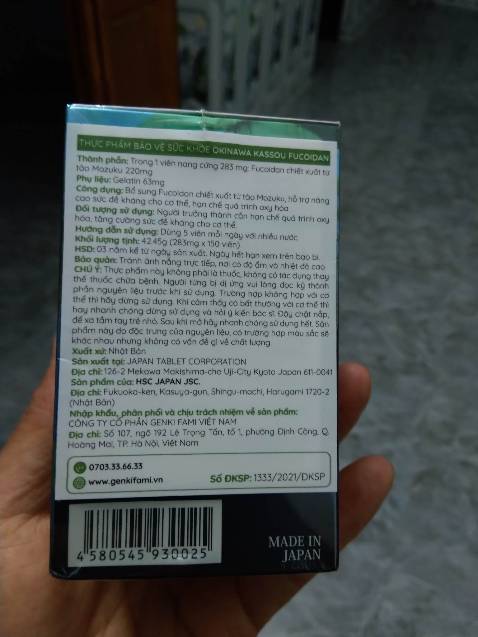 THỰC PHẨM BẢO VỆ SỨC KHỎE OKINAWA KASSOU FUCOIDAN
Thành phần: Trong 1 viên nang cứng 283 mg: Fucoidan chiết xuất từ
tảo Mozuku 220mg
Phụ liệu: Gelatin 63mg
Công dụng: Bổ sung Fucoidan chiết xuất từ tảo Mozuku, hỗ trợ nâng
cao sức đề kháng cho cơ thể, hạn chế quá trình oxy hóa
Đối tượng sử dụng: Người trưởng thành cần hạn chế quá trình oxy
hóa, tăng cường sức đề kháng cho cơ thể
Hướng dẫn sử dụng: Dùng 5 viên mỗi ngày với nhiều nước
Khối lượng tịnh: 42.45g (283mg x 150 viên)
HSD: 03 năm kể từ ngày sản xuất. Ngày hết hạn xem trên bao bì.
Bảo quản: Tránh ánh nắng trực tiếp, nơi có độ ẩm và nhiệt độ cao
CHÚ Ý: Thực phẩm này không phải là thuốc, không có tác dụng thay
thế thuốc chữa bệnh. Người từng bị dị ứng vui lòng đọc kỹ thành
phần nguyên liệu trước khi sử dụng. Trường hợp không hợp với cơ
thể thì hãy dừng sử dụng. Khi cảm thấy có bất thường với cơ thể thì
hay nhanh chóng dừng sử dụng và hỏi ý kiến bác sĩ. Đậy chặt nắp,
để xa tầm tay trẻ nhỏ. Sau khi mở hãy nhanh chóng sử dụng hết. Sản
phẩm này do đặc trưng của nguyên liệu, có trường hợp màu sắc sẽ
khác nhau nhưng không có vấn đề gì về chất lượng.
Xuất xứ: Nhật Bản
Sản xuất tại: JAPAN TABLET CORPORATION
Địa chỉ: 126-2 Mekawa Makishima-cho Uji-City Kyoto Japan 611-0041
Sản phẩm của: HSC JAPAN JSC.
Địa chỉ: Fukuoka-ken, Kasuya-gun, Shingu-machi, Harugami 1720-2
(Nhật Bản)
Nhập khẩu, phân phối và chịu trách nhiệm về sản phẩm:
CÔNG TY CỔ PHẦN GENKI FAMI VIỆT NAM
Địa chỉ: Số 107, ngõ 192 Lê Trọng Tấn, tổ 1, phường Định Công, Q.
Hoàng Mai, TP. Hà Nội, Việt Nam
0703.33.66.33
www.genkifami.vn
Số ĐKSP: 1333/2021/ĐKSP
4 580545 930025
MADE IN
JAPAN